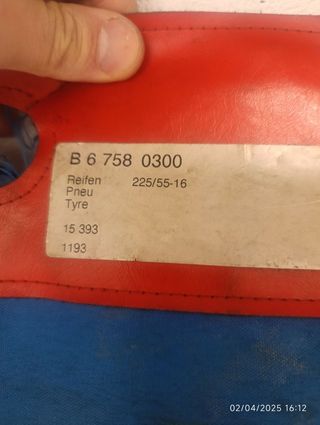 B 6 758 0300
Reifen 225/55-16
Pneu
Tyre
15 393
1193
02/04/2025 16:12